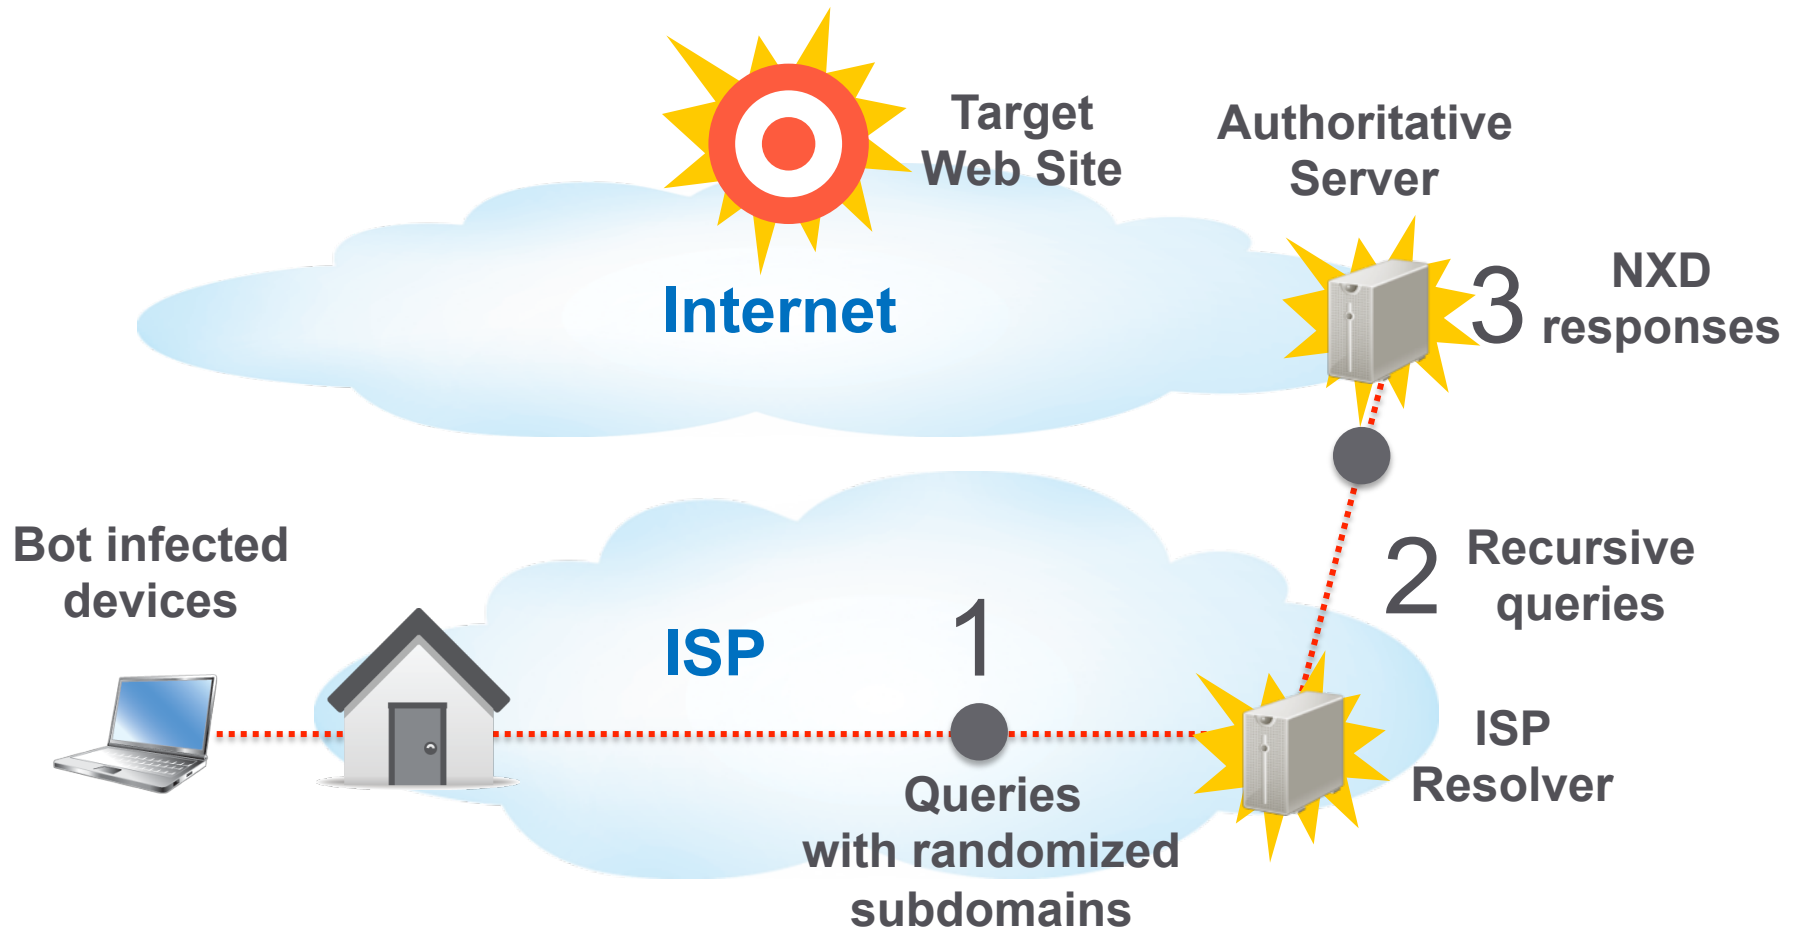 Target
Web Site
Authoritative
Server
Internet
3
NXD
responses
Bot infected
devices
ISP
1
2
Recursive
queries
Queries
with randomized
subdomains
ISP
Resolver